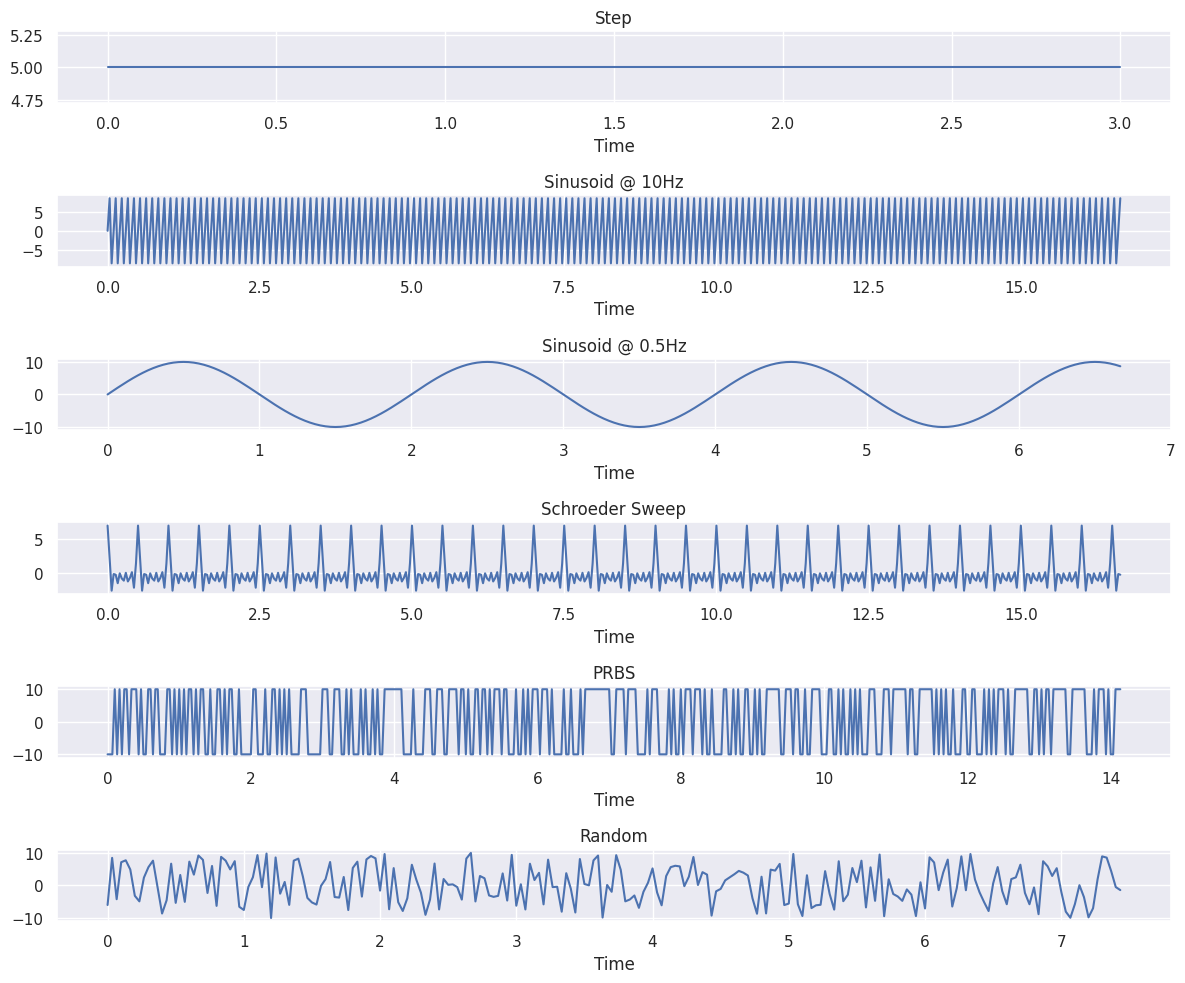 Step
5.25
5.00
4.75
0.0 0.5 1.0 1.5 2.0 2.5 3.0
Time
Sinusoid @ 10Hz
5
0
−5
0.0 2.5 5.0 7.5 10.0 12.5 15.0
Time
Sinusoid @ 0.5Hz
10
0
−10
0 1 2 3 4 5 6 7
Time
Schroeder Sweep
5
0
0.0 2.5 5.0 7.5 10.0 12.5 15.0
Time
PRBS
10
0
−10
0 2 4 6 8 10 12 14
Time
Random
10
0
−10
0 1 2 3 4 5 6 7
Time